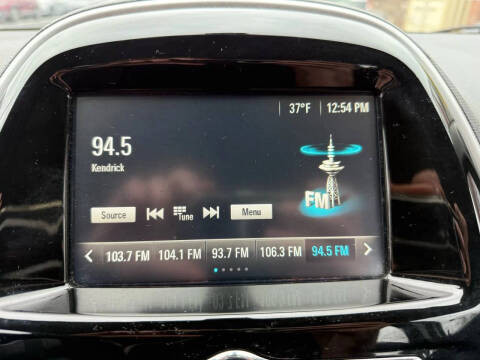 37°F 12:54 PM
94.5
Kendrick
FM
Source Tune Menu
103.7 FM 104.1 FM 93.7 FM 106.3 FM 94.5 FM